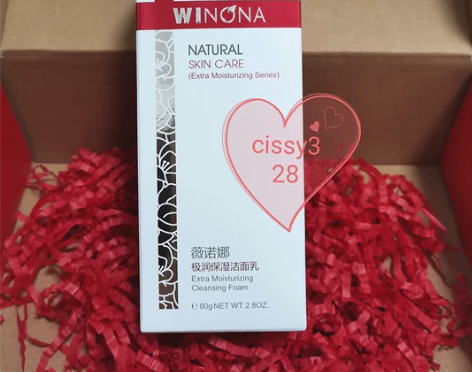 WINONA
NATURAL
SKIN CARE
(Extra Moisturizing Series)
cissy3
28
薇诺娜
极润保湿洁面乳
Extra Moisturizing
Cleansing Foam
℮80g NET WT.2.8OZ.